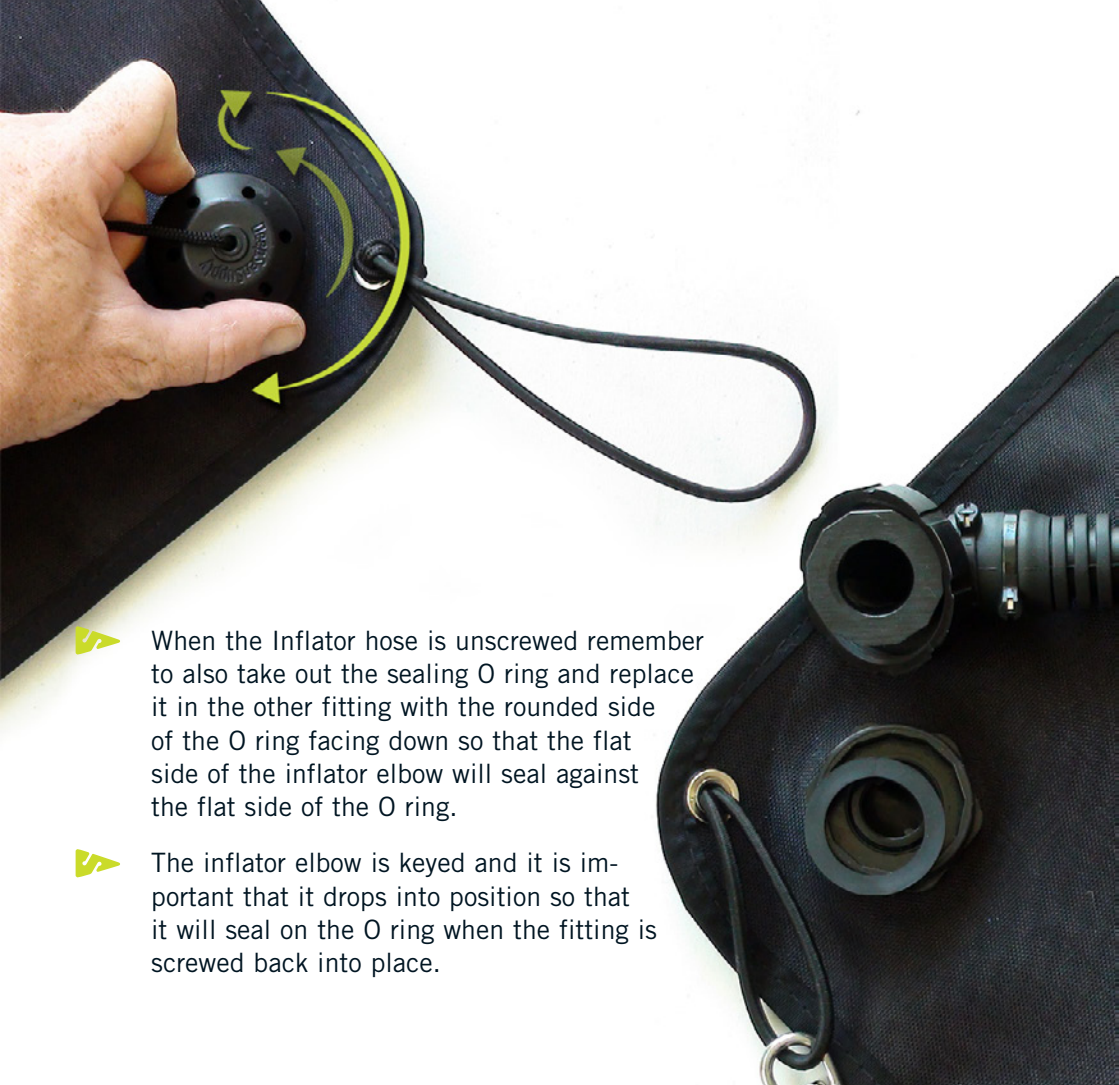 When the Inflator hose is unscrewed remember
to also take out the sealing O ring and replace
it in the other fitting with the rounded side
of the O ring facing down so that the flat
side of the inflator elbow will seal against
the flat side of the O ring.
The inflator elbow is keyed and it is im-
portant that it drops into position so that
it will seal on the O ring when the fitting is
screwed back into place.